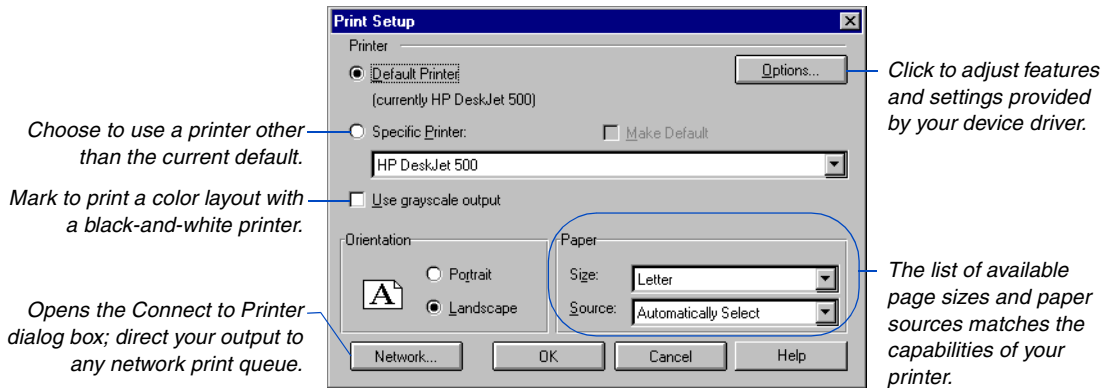 Print Setup
Printer
Default Printer
(currently HP DeskJet 500)
Options...
Click to adjust features
and settings provided
by your device driver.
Choose to use a printer other
than the current default.
Specific Printer:
Make Default
HP DeskJet 500
Mark to print a color layout with
a black-and-white printer.
Use grayscale output
Orientation
A
Portrait
Landscape
Paper
Size:
Letter
Source:
Automatically Select
The list of available
page sizes and paper
sources matches the
capabilities of your
printer.
Opens the Connect to Printer
dialog box; direct your output to
any network print queue.
Network...
OK
Cancel
Help